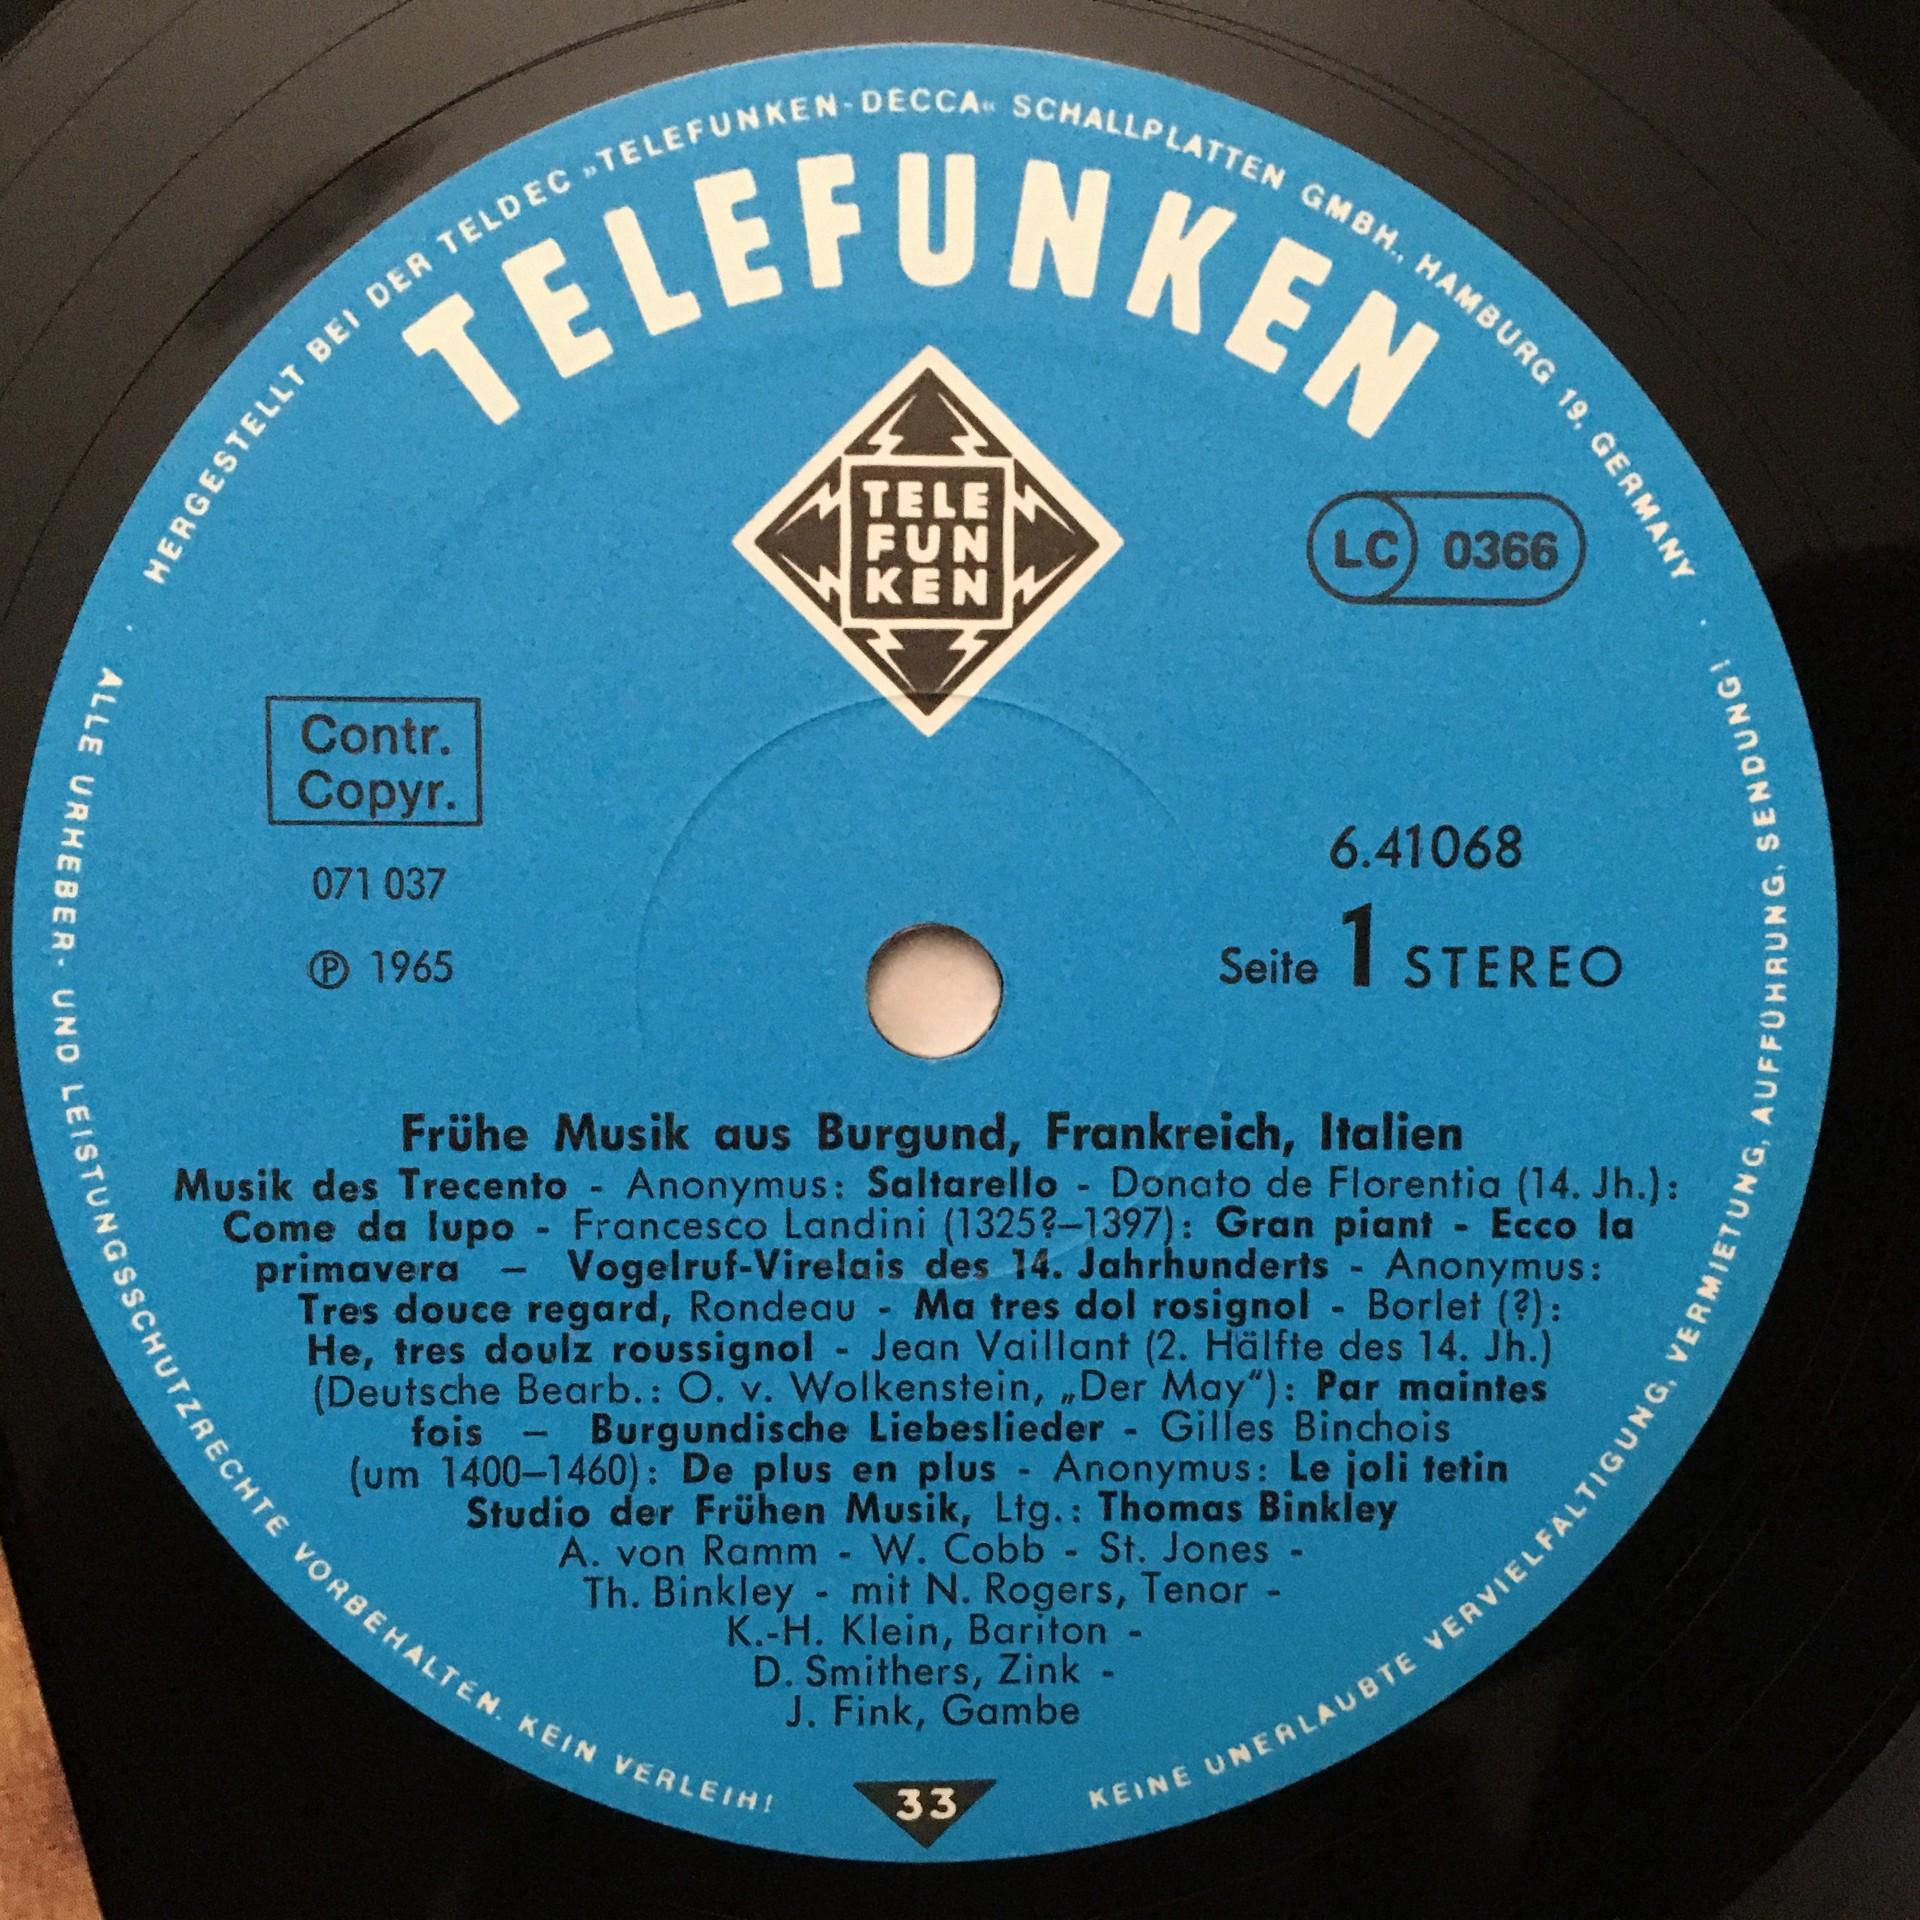 HERGESTELLT BEI DER TELDEC »TELEFUNKEN-DECCA« SCHALLPLATTEN GMBH., HAMBURG 19, GERMANY
TELEFUNKEN
TELE
FUN
KEN
LC 0366
Contr.
Copyr.
071 037
℗ 1965
6.41068
Seite 1 STEREO
Frühe Musik aus Burgund, Frankreich, Italien
Musik des Trecento - Anonymus: Saltarello - Donato de Florentia (14. Jh.):
Come da lupo - Francesco Landini (1325?–1397): Gran piant - Ecco la
primavera – Vogelruf-Virelais des 14. Jahrhunderts - Anonymus:
Tres douce regard, Rondeau - Ma tres dol rosignol - Borlet (?):
He, tres doulz roussignol - Jean Vaillant (2. Hälfte des 14. Jh.)
(Deutsche Bearb.: O. v. Wolkenstein, „Der May“): Par maintes
fois – Burgundische Liebeslieder - Gilles Binchois
(um 1400–1460): De plus en plus - Anonymus: Le joli tetin
Studio der Frühen Musik, Ltg.: Thomas Binkley
A. von Ramm - W. Cobb - St. Jones -
Th. Binkley - mit N. Rogers, Tenor -
K.-H. Klein, Bariton -
D. Smithers, Zink -
J. Fink, Gambe
33
ALLE URHEBER- UND LEISTUNGSSCHUTZRECHTE VORBEHALTEN. KEIN VERLEIH!
KEINE UNERLAUBTE VERVIELFÄLTIGUNG, VERMIETUNG, AUFFÜHRUNG, SENDUNG!